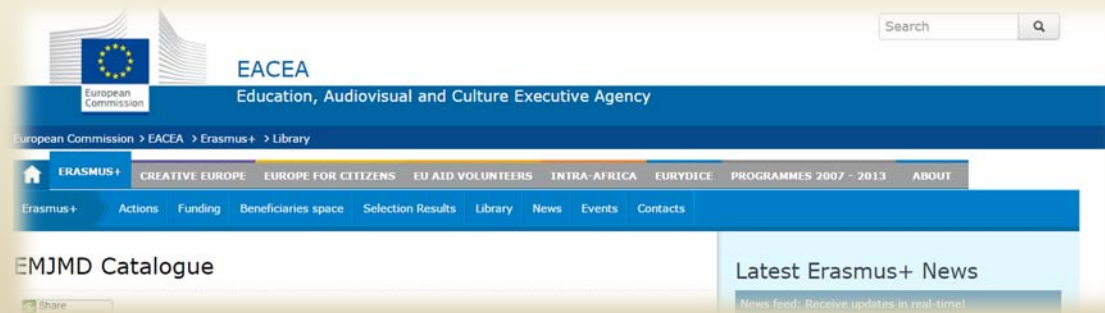 Search
European
Commission
EACEA
Education, Audiovisual and Culture Executive Agency
European Commission > EACEA > Erasmus+ > Library
ERASMUS+ CREATIVE EUROPE EUROPE FOR CITIZENS EU AID VOLUNTEERS INTRA-AFRICA EURYDICE PROGRAMMES 2007 - 2013 ABOUT
Erasmus+ Actions Funding Beneficiaries space Selection Results Library News Events Contacts
EMJMD Catalogue
Latest Erasmus+ News
Share
News feed: Receive updates in real-time!